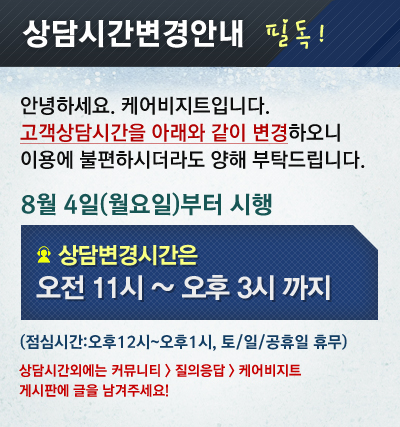 상담시간변경안내 필독!
안녕하세요. 케어비지트입니다.
고객상담시간을 아래와 같이 변경하오니
이용에 불편하시더라도 양해 부탁드립니다.
8월 4일(월요일)부터 시행
상담변경시간은
오전 11시 ~ 오후 3시 까지
(점심시간:오후12시~오후1시, 토/일/공휴일 휴무)
상담시간외에는 커뮤니티 > 질의응답 > 케어비지트
게시판에 글을 남겨주세요!